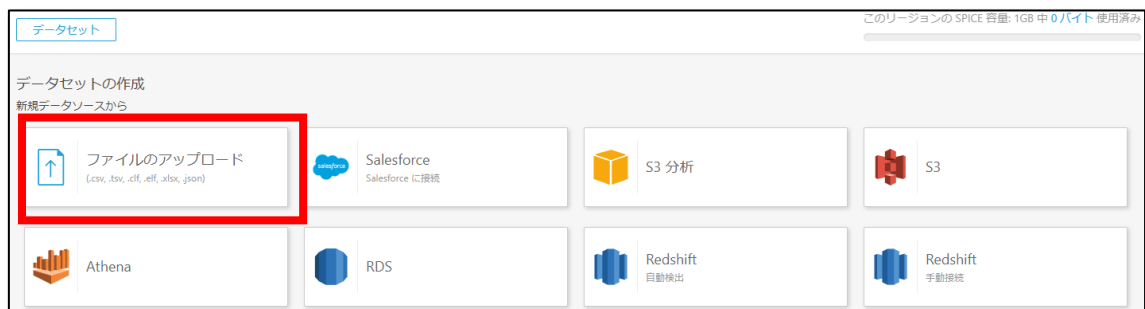 データセット
このリージョンの SPICE 容量: 1GB 中 0 バイト 使用済み
データセットの作成
新規データソースから
ファイルのアップロード
(.csv, .tsv, .clf, .elf, .xlsx, .json)
salesforce
Salesforce
Salesforce に接続
S3 分析
S3
Athena
RDS
Redshift
自動検出
Redshift
手動接続